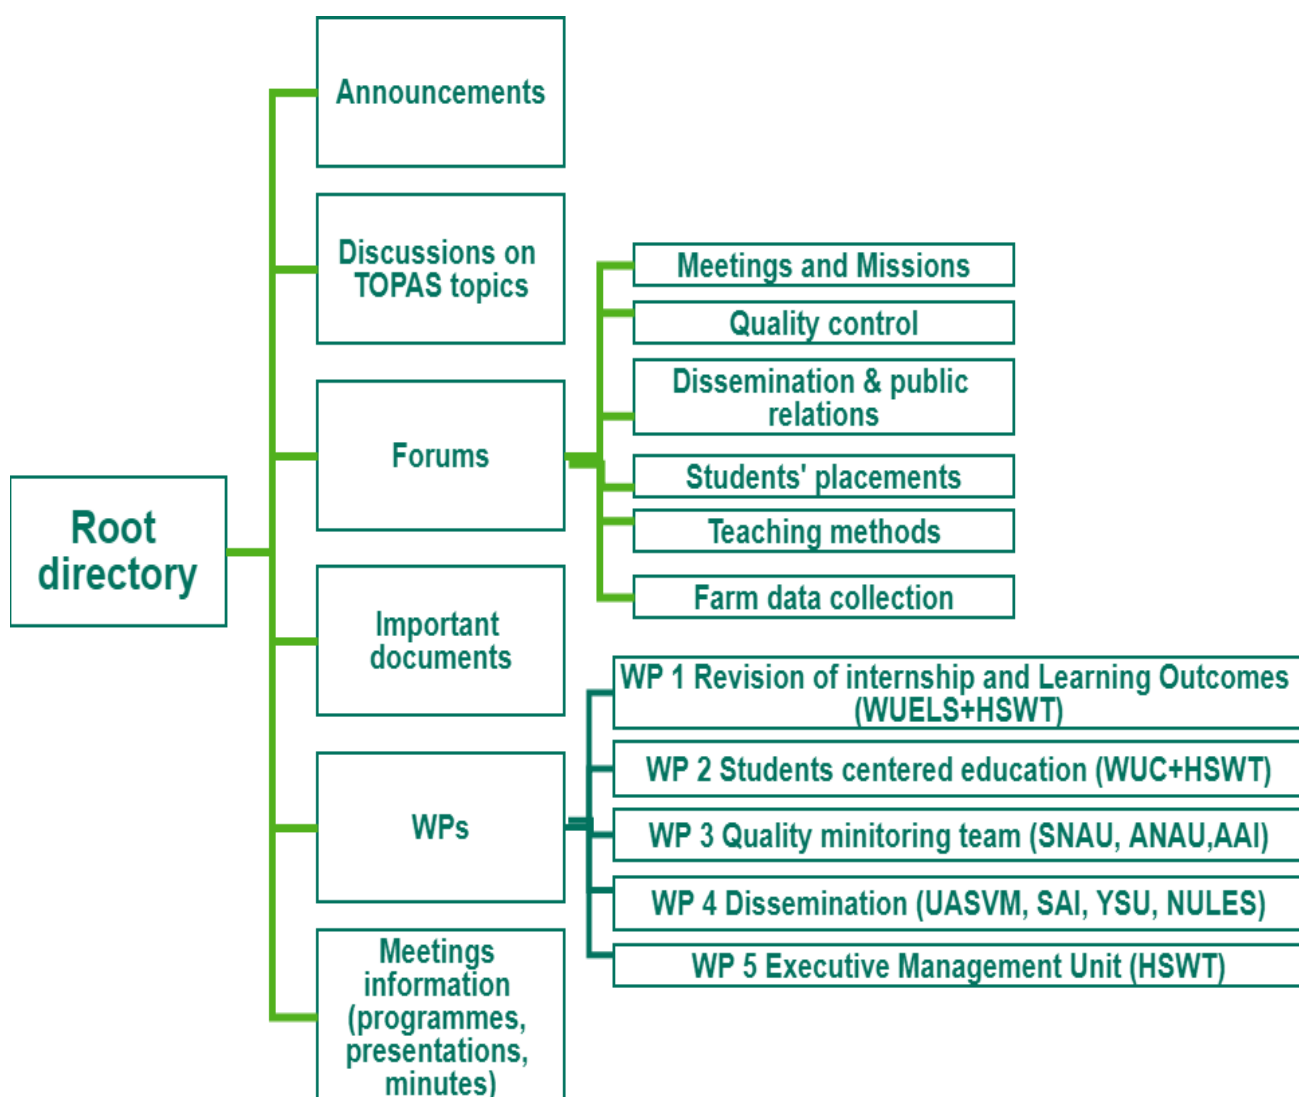 Root
directory
Announcements
Discussions on
TOPAS topics
Forums
Important
documents
WPs
Meetings
information
(programmes,
presentations,
minutes)
Meetings and Missions
Quality control
Dissemination & public
relations
Students' placements
Teaching methods
Farm data collection
WP 1 Revision of internship and Learning Outcomes
(WUELS+HSWT)
WP 2 Students centered education (WUC+HSWT)
WP 3 Quality minitoring team (SNAU, ANAU,AAI)
WP 4 Dissemination (UASVM, SAI, YSU, NULES)
WP 5 Executive Management Unit (HSWT)